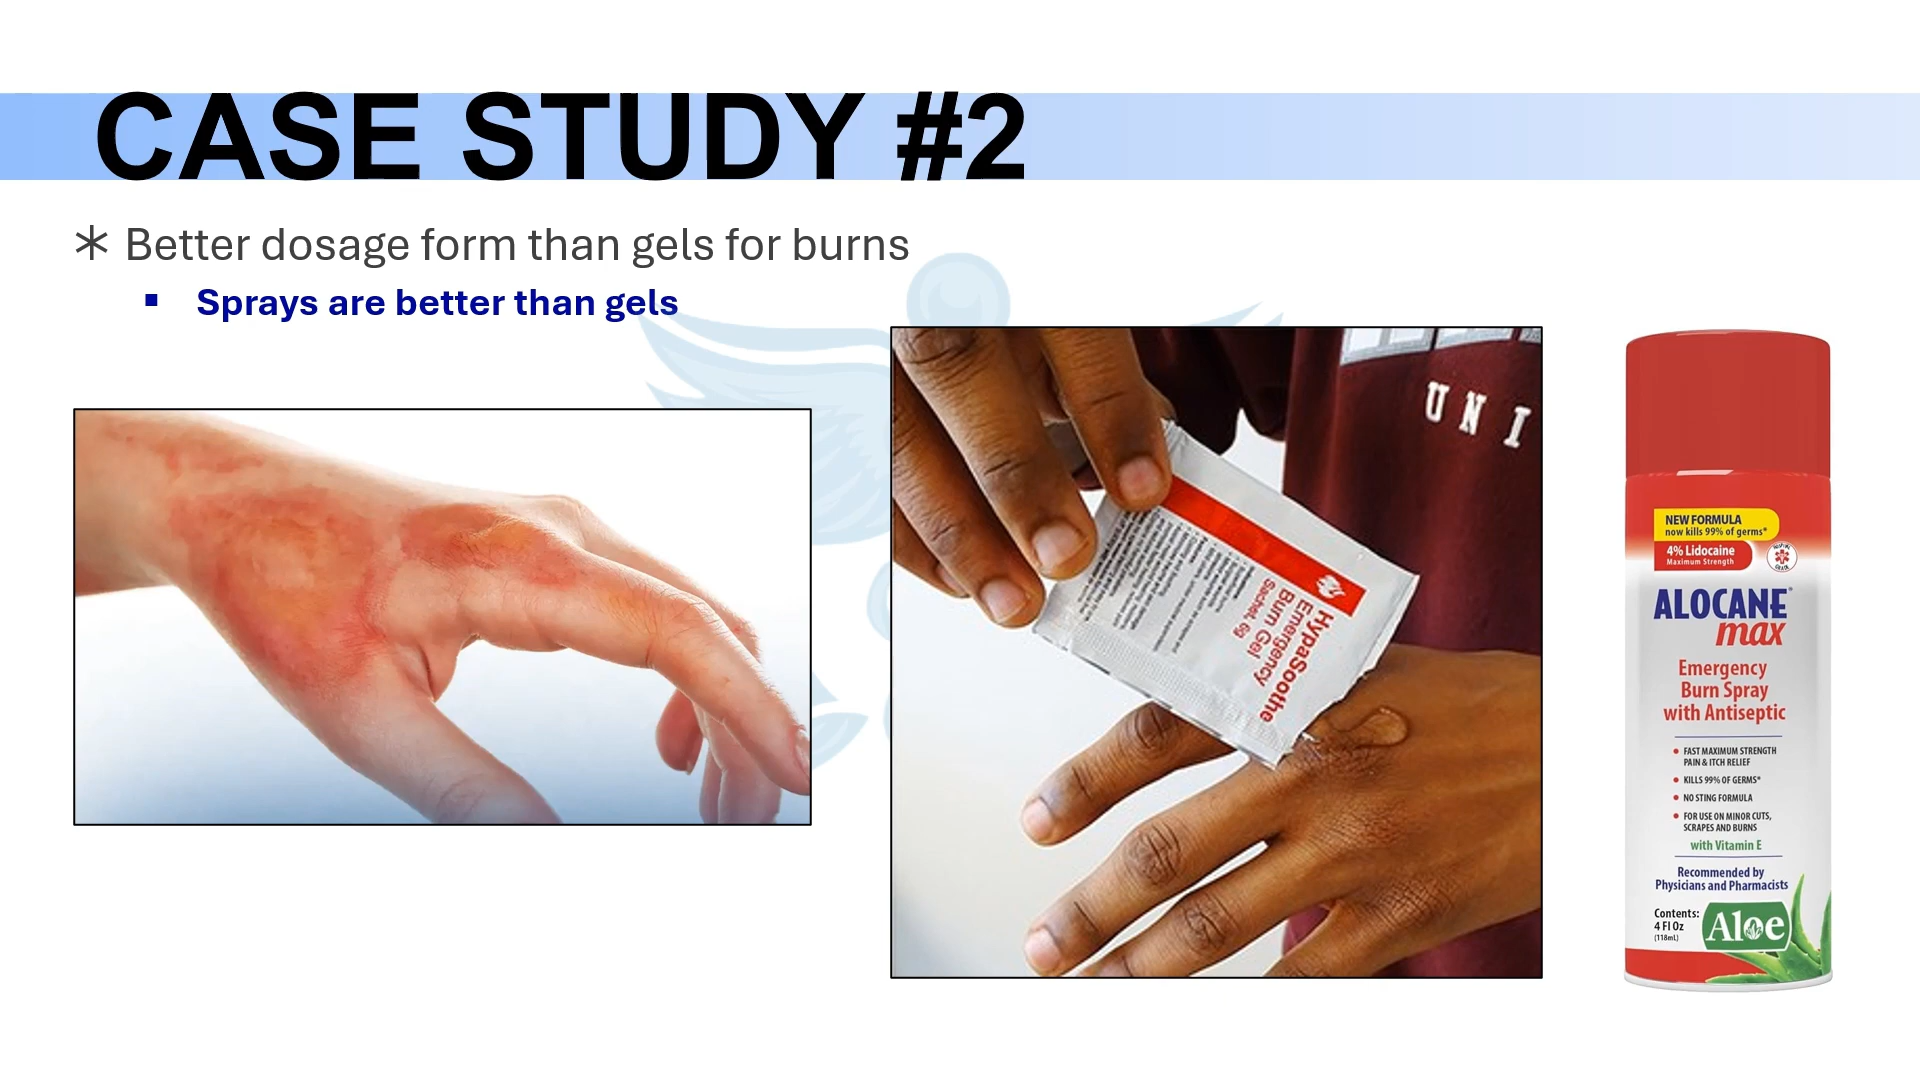 CASE STUDY #2
Better dosage form than gels for burns
Sprays are better than gels
UNI
HypaSoothe
Emergency
Burn Gel
Sachet, 6g
NEW FORMULA
now kills 99% of germs*
4% Lidocaine
Maximum Strength
ALOCANE®
max
Emergency
Burn Spray
with Antiseptic
• FAST MAXIMUM STRENGTH
PAIN & ITCH RELIEF
• KILLS 99% OF GERMS*
• NO STING FORMULA
• FOR USE ON MINOR CUTS,
SCRAPES AND BURNS
with Vitamin E
Recommended by
Physicians and Pharmacists
Contents:
4 Fl Oz
(118mL)
Aloe